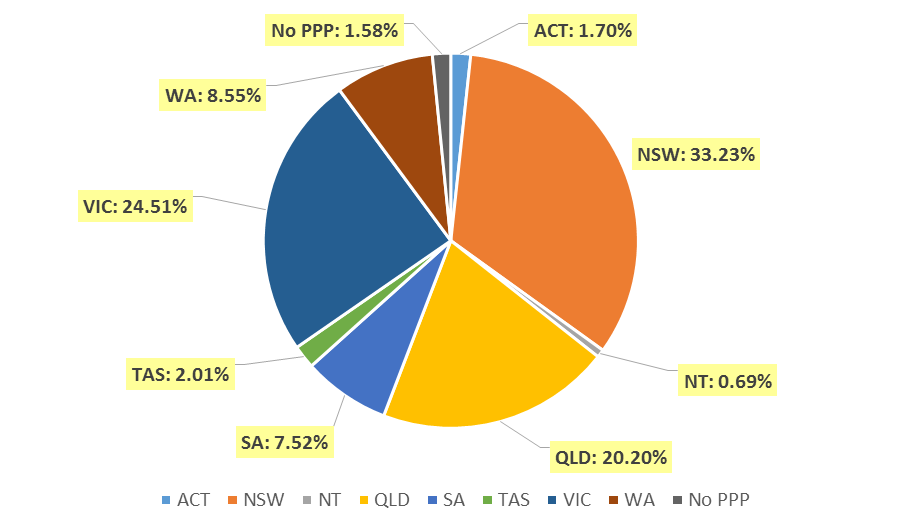 No PPP: 1.58%
ACT: 1.70%
WA: 8.55%
NSW: 33.23%
VIC: 24.51%
TAS: 2.01%
NT: 0.69%
SA: 7.52%
QLD: 20.20%
ACT NSW NT QLD SA TAS VIC WA No PPP